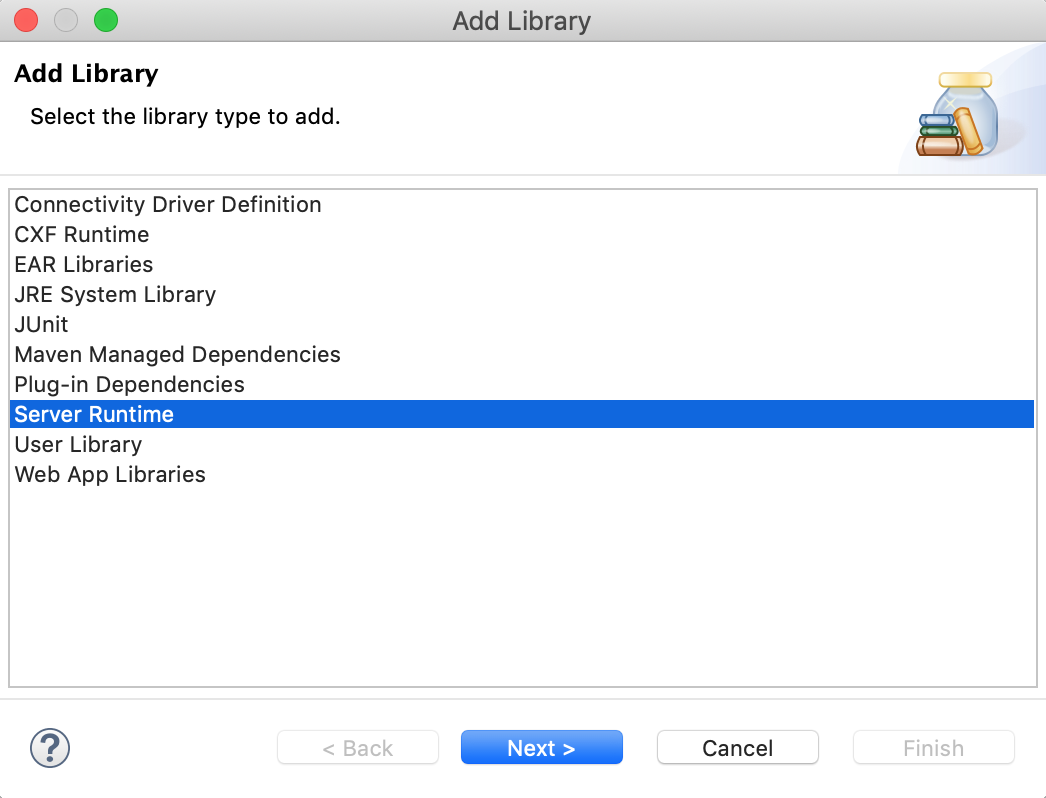 Add Library
Add Library
Select the library type to add.
Connectivity Driver Definition
CXF Runtime
EAR Libraries
JRE System Library
JUnit
Maven Managed Dependencies
Plug-in Dependencies
Server Runtime
User Library
Web App Libraries
? < Back Next > Cancel Finish